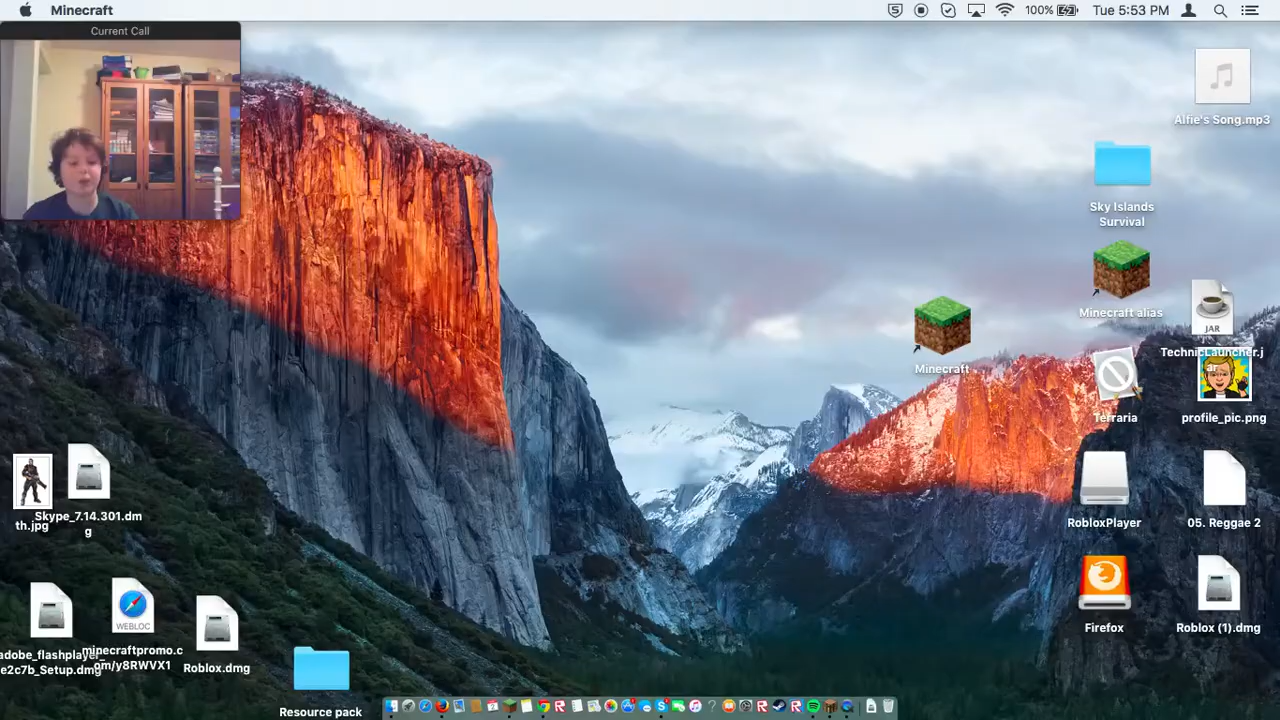 Minecraft
5
100%
Tue 5:53 PM
Current Call
Alfie's Song.mp3
Sky Islands
Survival
Minecraft alias
JAR
TechnicLauncher.j
ar
Minecraft
Terraria
profile_pic.png
th.jpg
Skype_7.14.301.dm
g
RobloxPlayer
05. Reggae 2
WEBLOC
adobe_flashplayer
e2c7b_Setup.dmg
minecraftpromo.c
om/y8RWVX1
Roblox.dmg
Firefox
Roblox (1).dmg
Resource pack